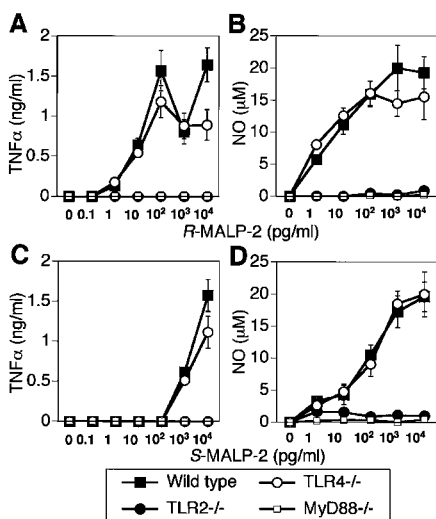 A
B
TNFα (ng/ml)
2
1.5
1
0.5
0
0 0.1 1 10 10² 10³ 10⁴
NO (μM)
25
20
15
10
5
0
0 1 10 10² 10³ 10⁴
R-MALP-2 (pg/ml)
C
D
TNFα (ng/ml)
2
1.5
1
0.5
0
0 0.1 1 10 10² 10³ 10⁴
NO (μM)
25
20
15
10
5
0
0 1 10 10² 10³ 10⁴
S-MALP-2 (pg/ml)
Wild type TLR4-/-
TLR2-/- MyD88-/-